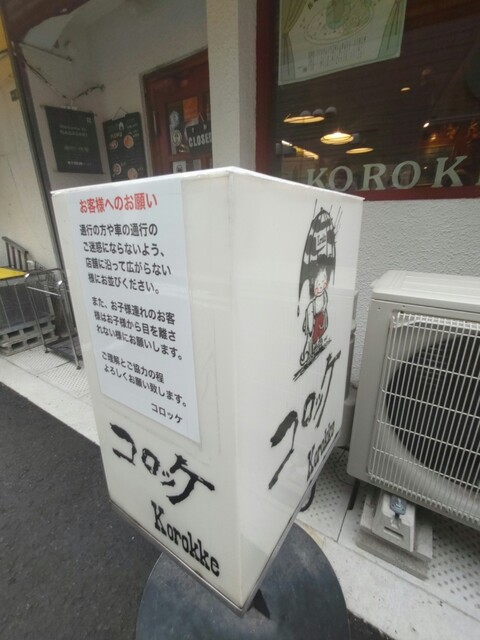 お客様へのお願い
通行の方や車の通行の
ご迷惑にならないよう、
店舗に沿って広がらない
様にお並びください。
また、お子様連れのお客
様はお子様から目を離さ
れない様にお願いします。
ご理解とご協力の程
よろしくお願い致します。
コロッケ
コロッケ
Korokke
コロッケ
Korokke
CLOSED
KOROK